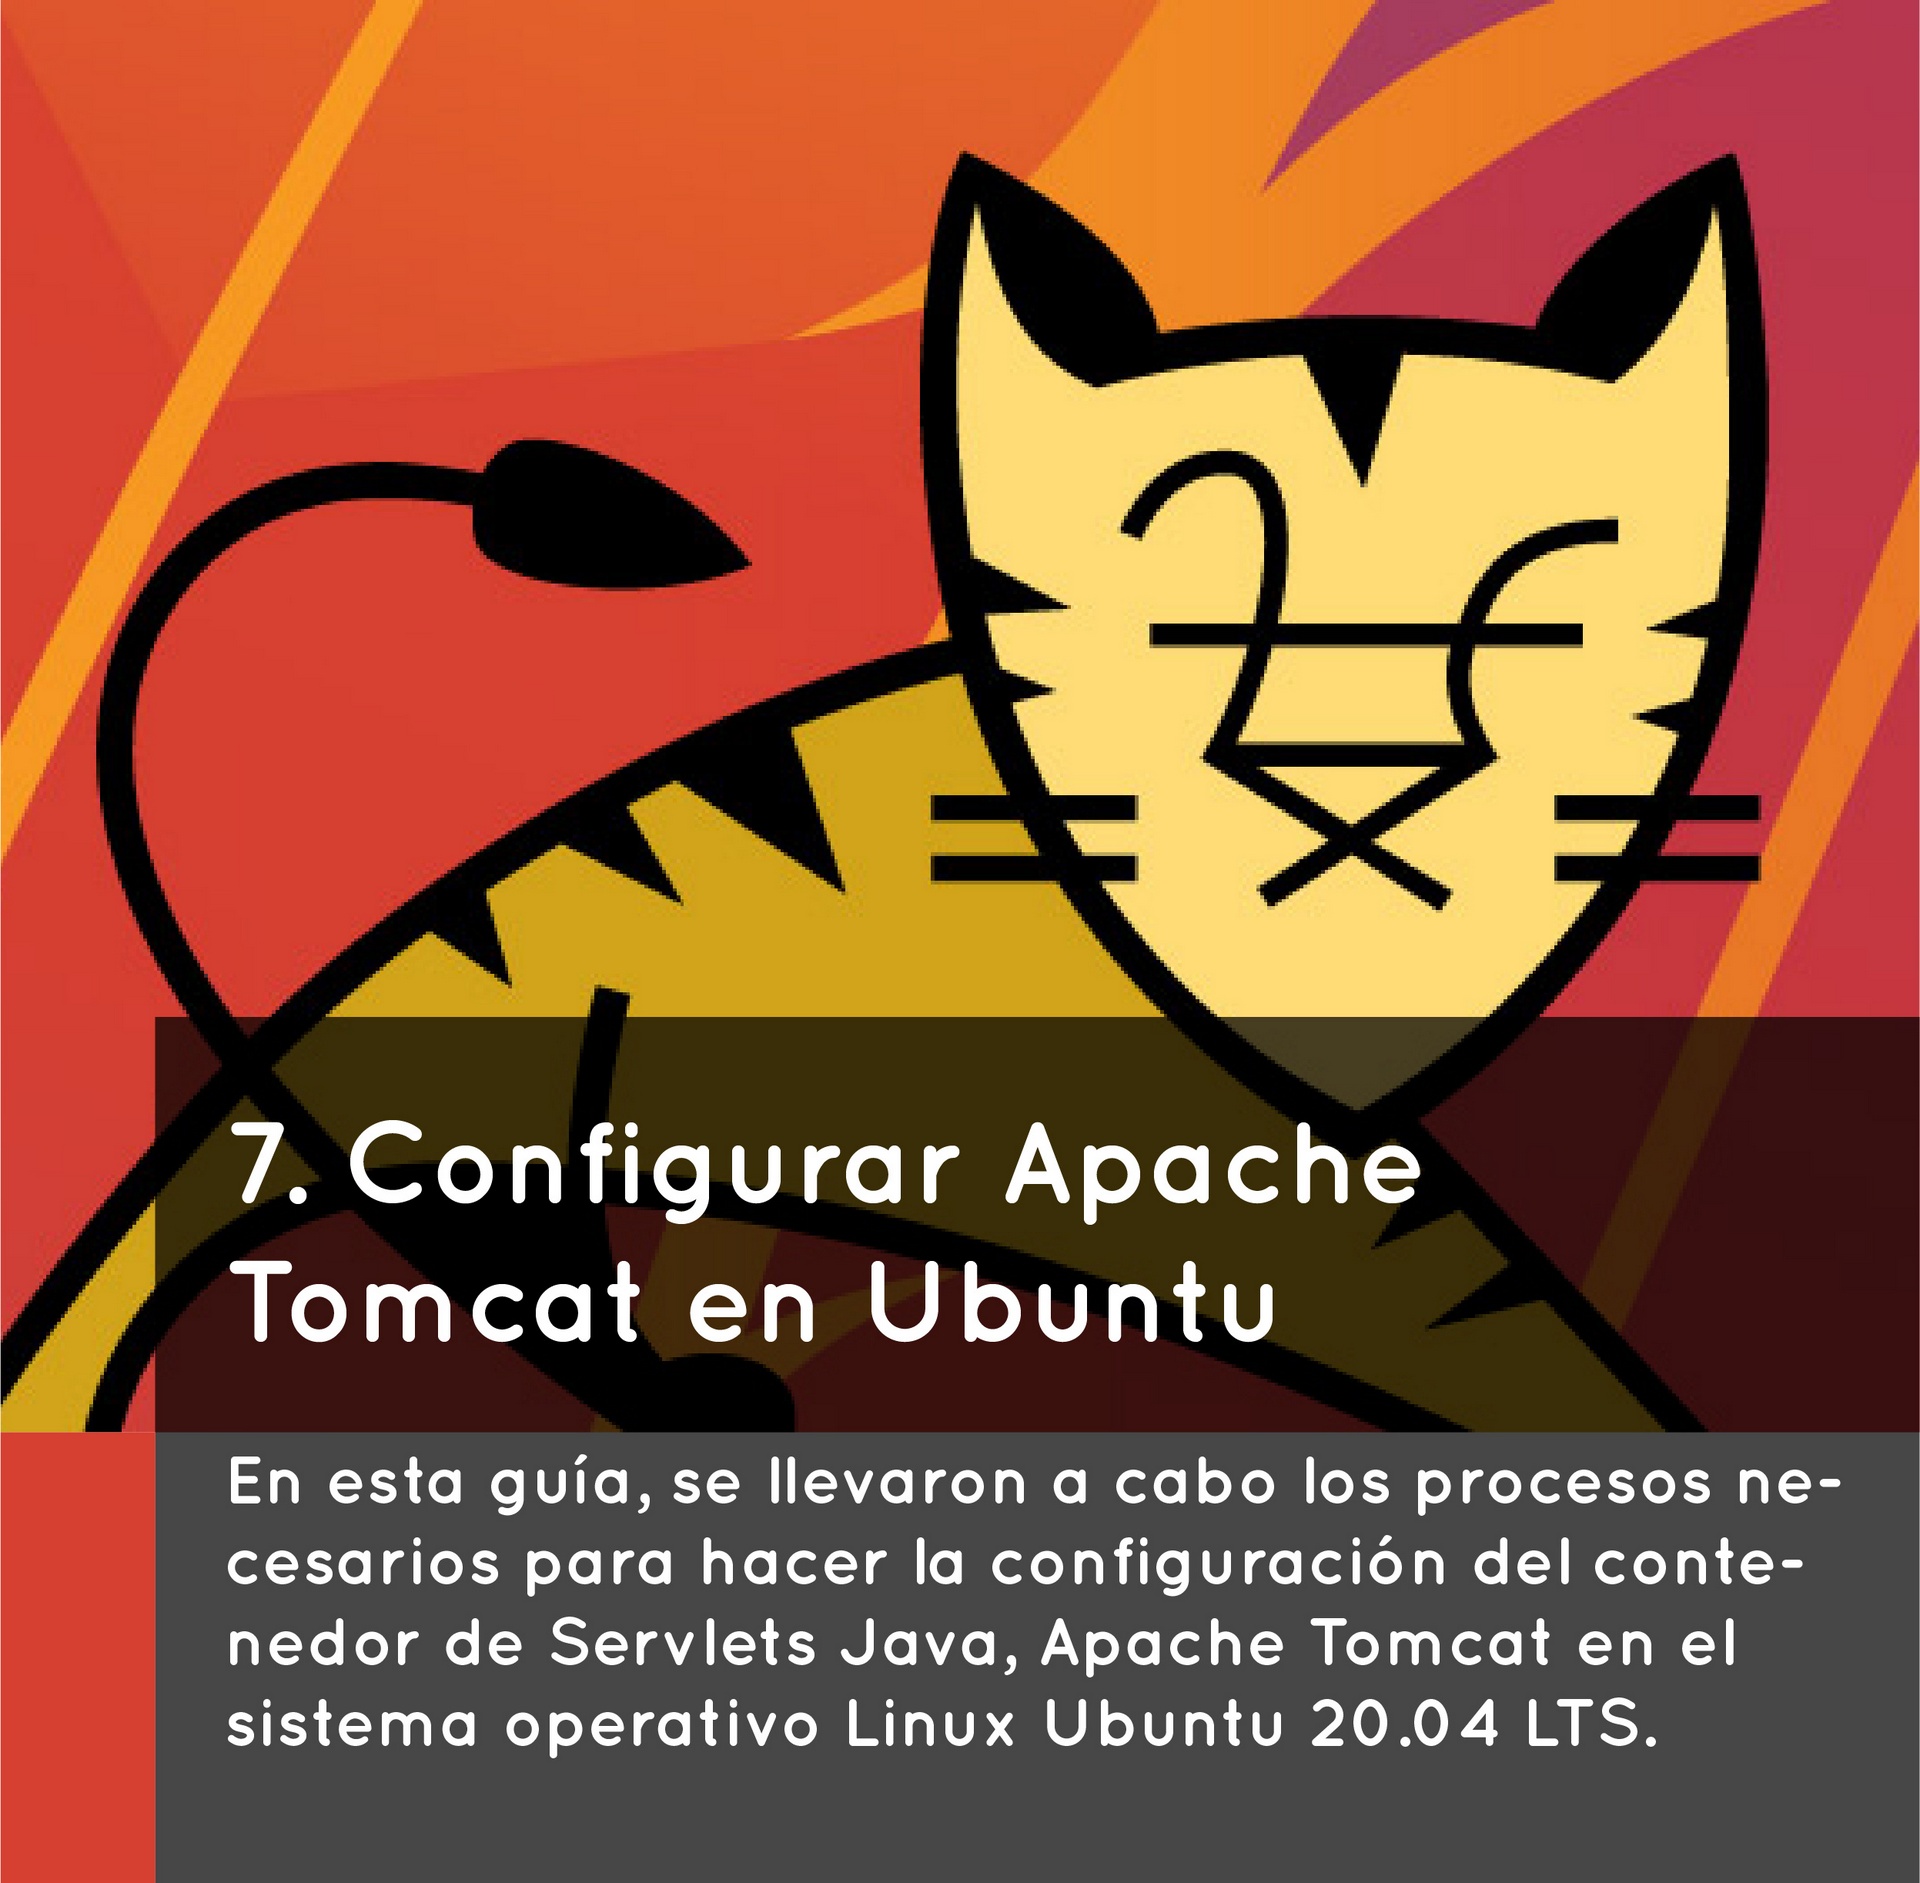 7. Configurar Apache
Tomcat en Ubuntu
En esta guía, se llevaron a cabo los procesos ne-
cesarios para hacer la configuración del conte-
nedor de Servlets Java, Apache Tomcat en el
sistema operativo Linux Ubuntu 20.04 LTS.